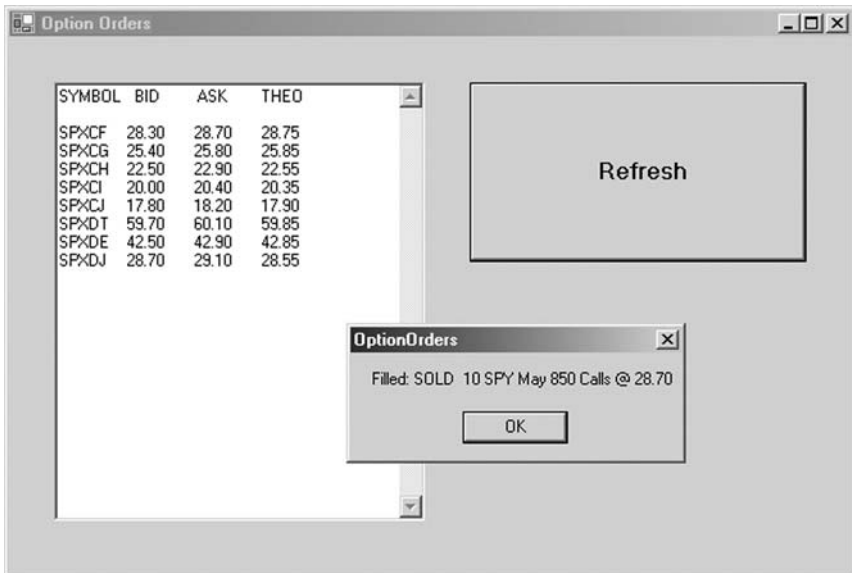 Option Orders
SYMBOL BID ASK THEO
SPXCF 28.30 28.70 28.75
SPXCG 25.40 25.80 25.85
SPXCH 22.50 22.90 22.55
SPXCI 20.00 20.40 20.35
SPXCJ 17.80 18.20 17.90
SPXDT 59.70 60.10 59.85
SPXDE 42.50 42.90 42.85
SPXDJ 28.70 29.10 28.55
Refresh
OptionOrders
Filled: SOLD 10 SPY May 850 Calls @ 28.70
OK